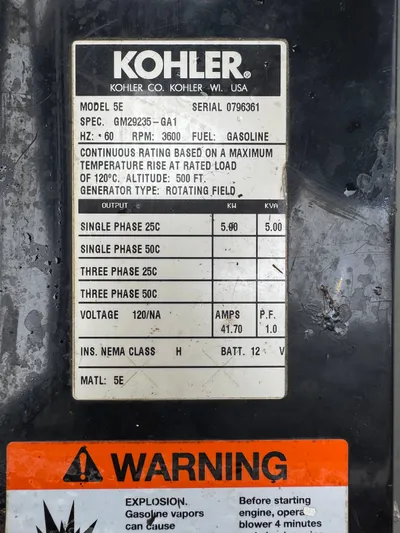 KOHLER®
KOHLER CO. KOHLER WI. USA
MODEL 5E SERIAL 0796361
SPEC. GM29235-GA1
HZ: 60 RPM: 3600 FUEL: GASOLINE
CONTINUOUS RATING BASED ON A MAXIMUM
TEMPERATURE RISE AT RATED LOAD
OF 120°C. ALTITUDE: 500 FT.
GENERATOR TYPE: ROTATING FIELD
OUTPUT KW KVA
SINGLE PHASE 25C 5.00 5.00
SINGLE PHASE 50C
THREE PHASE 25C
THREE PHASE 50C
VOLTAGE 120/NA AMPS P.F.
41.70 1.0
INS. NEMA CLASS H BATT. 12 V
MATL: 5E
WARNING
EXPLOSION. Before starting
Gasoline vapors engine, opera
can cause blower 4 minutes